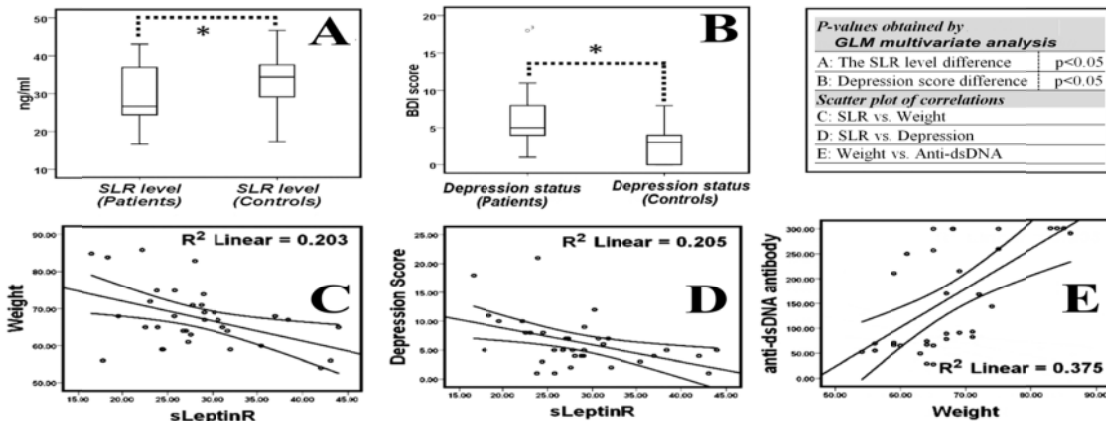 50
40
30
20
10
ng/ml
*
A
SLR level
(Patients)
SLR level
(Controls)
20
15
10
5
0
BDI score
*
B
Depression status
(Patients)
Depression status
(Controls)
P-values obtained by
GLM multivariate analysis
A: The SLR level difference p<0.05
B: Depression score difference p<0.05
Scatter plot of correlations
C: SLR vs. Weight
D: SLR vs. Depression
E: Weight vs. Anti-dsDNA
R² Linear = 0.203
90.00
80.00
70.00
60.00
50.00
Weight
C
15.00 20.00 25.00 30.00 35.00 40.00 45.00
sLeptinR
R² Linear = 0.205
25.00
20.00
15.00
10.00
5.00
0.00
Depression Score
D
15.00 20.00 25.00 30.00 35.00 40.00 45.00
sLeptinR
300
250
200
150
100
50
0.00
anti-dsDNA antibody
E
R² Linear = 0.375
50.00 60.00 70.00 80.00 90.00
Weight